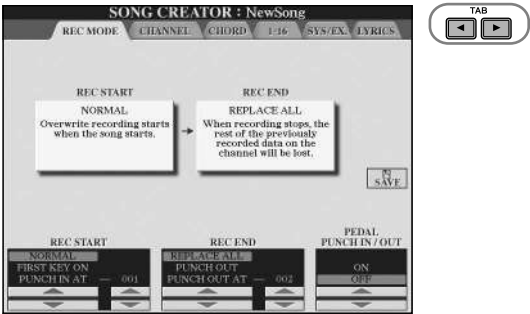 SONG CREATOR : NewSong
TAB
REC MODE CHANNEL CHORD 1-16 SYS/EX. LYRICS
REC START REC END
NORMAL
Overwrite recording starts
when the song starts.
REPLACE ALL
When recording stops, the
rest of the previously
recorded data on the
channel will be lost.
SAVE
REC START
NORMAL
FIRST KEY ON
PUNCH IN AT — 001
REC END
REPLACE ALL
PUNCH OUT
PUNCH OUT AT — 002
PEDAL
PUNCH IN / OUT
ON
OFF